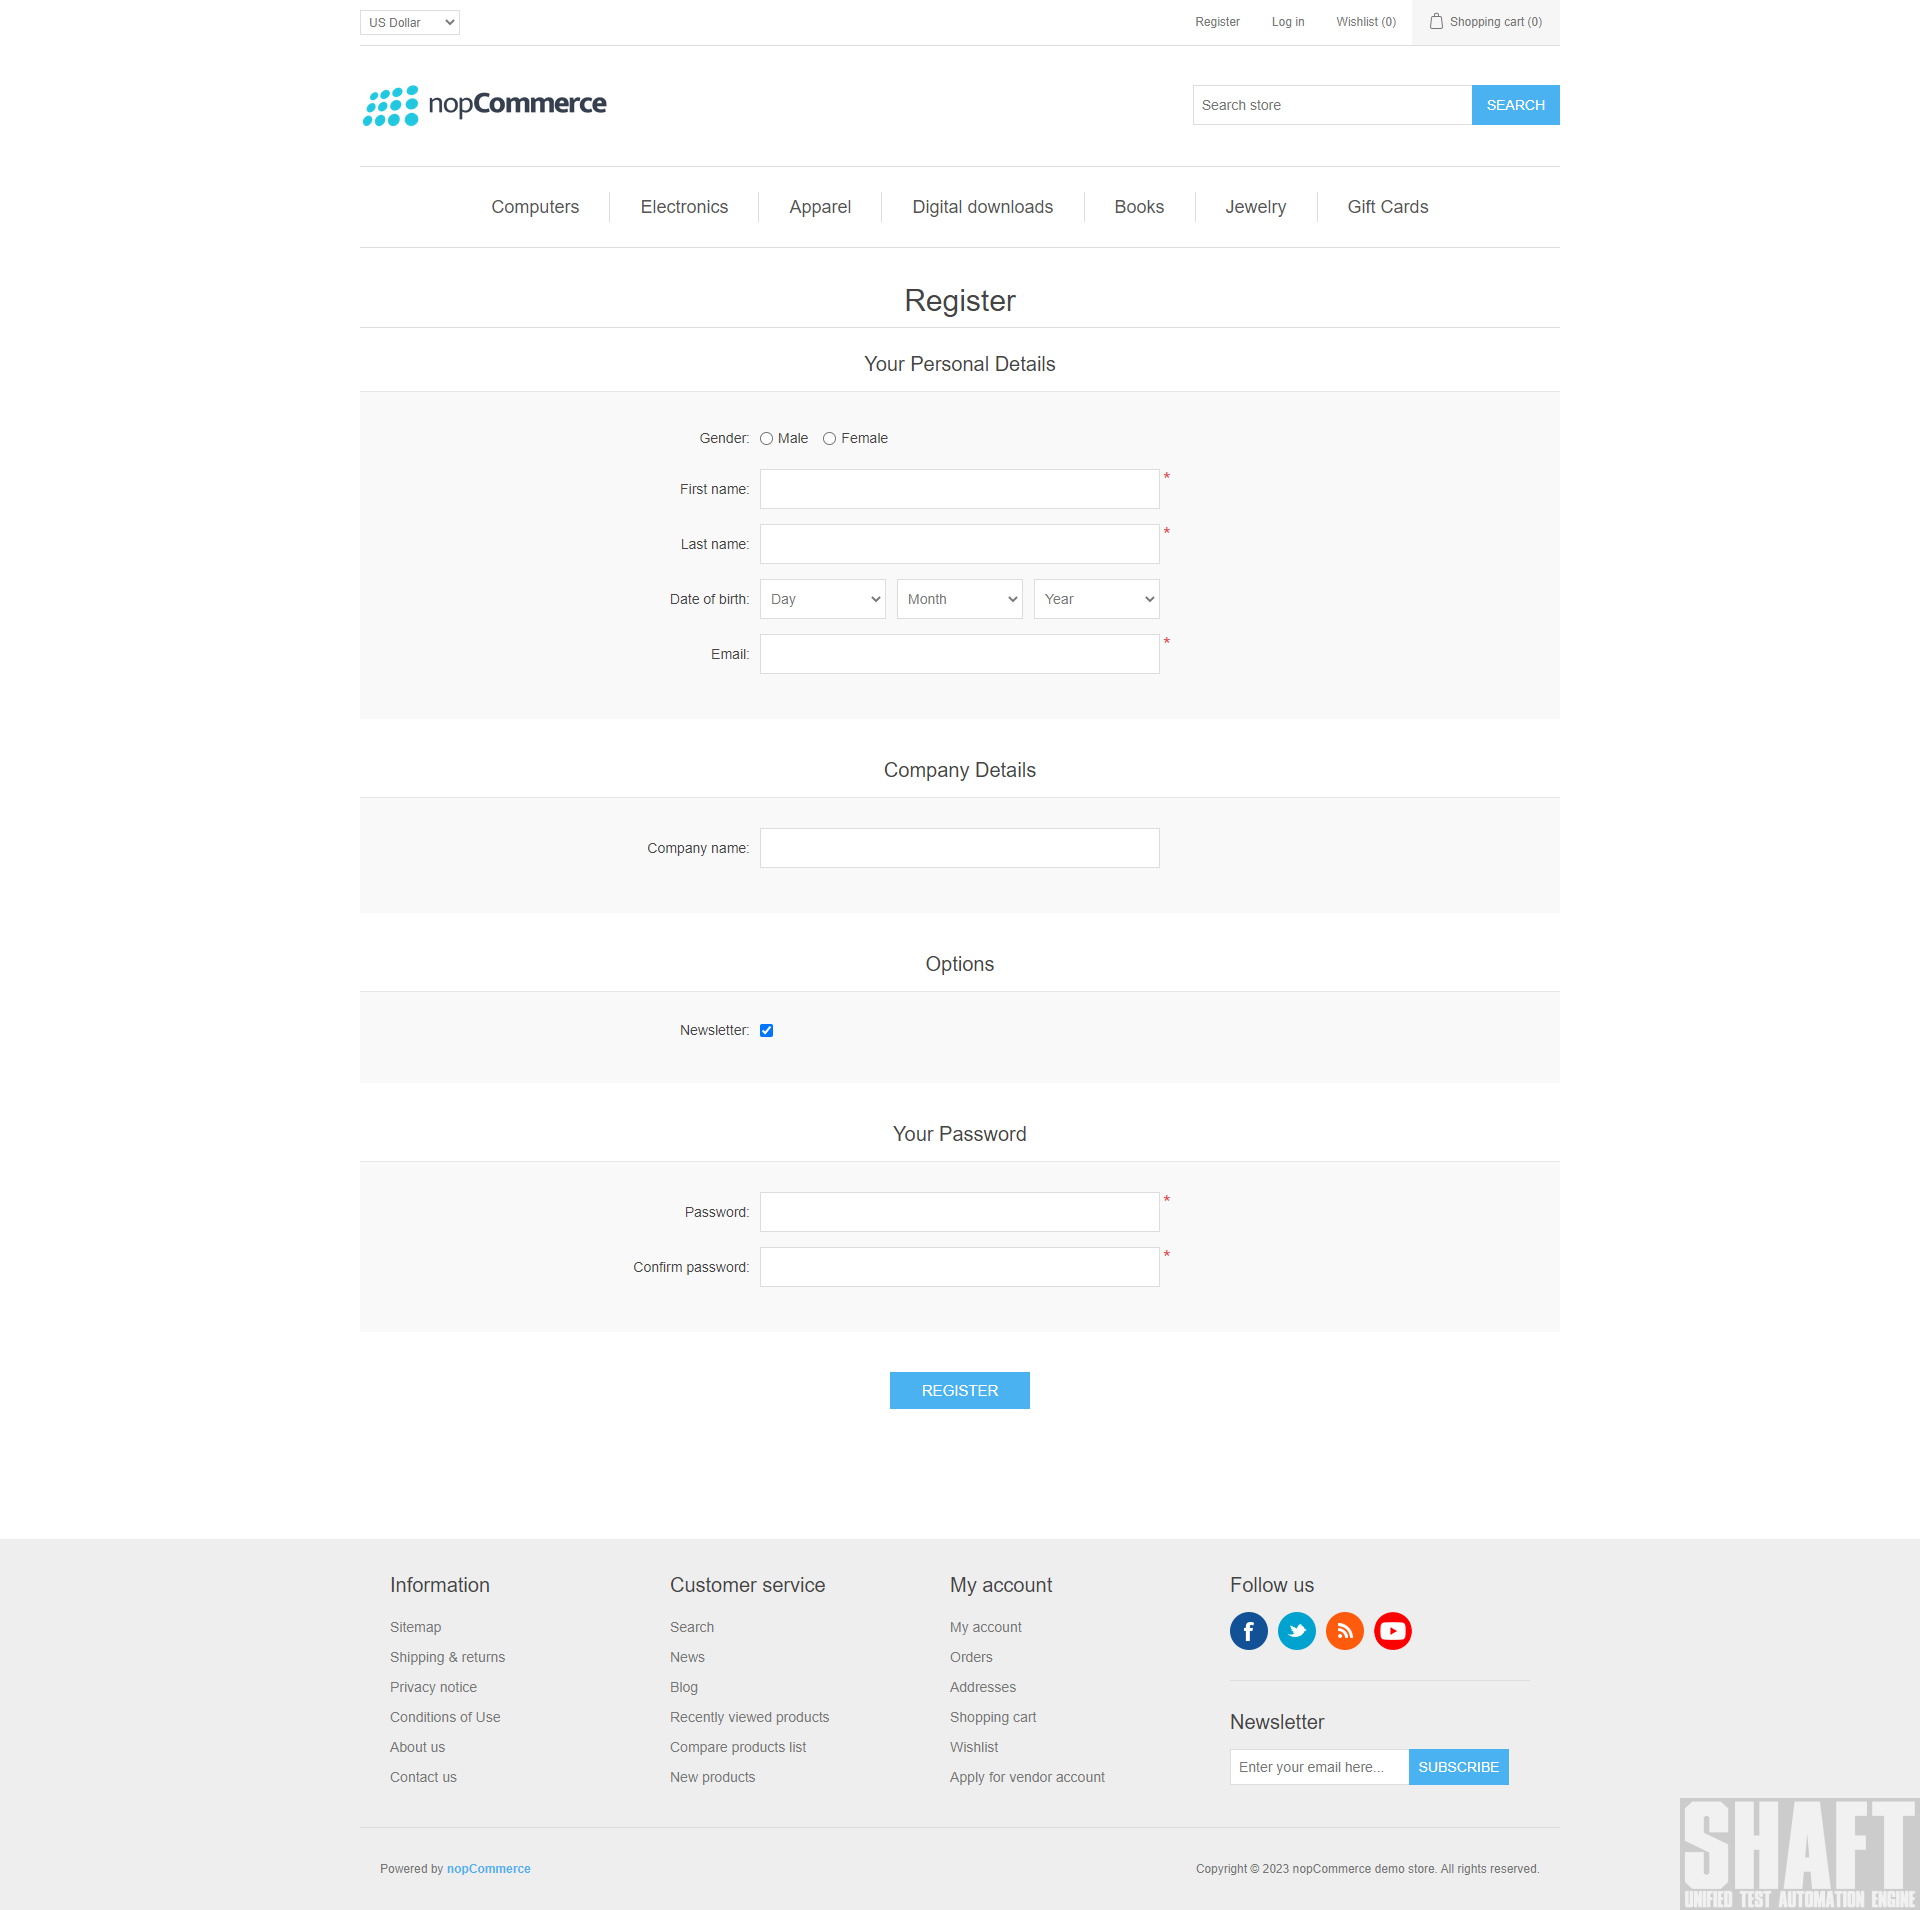 US Dollar
Register Log in Wishlist (0) Shopping cart (0)
nopCommerce
Search store SEARCH
Computers Electronics Apparel Digital downloads Books Jewelry Gift Cards
Register
Your Personal Details
Gender: Male Female
First name: *
Last name: *
Date of birth: Day Month Year
Email: *
Company Details
Company name:
Options
Newsletter:
Your Password
Password: *
Confirm password: *
REGISTER
Information
Sitemap
Shipping & returns
Privacy notice
Conditions of Use
About us
Contact us
Customer service
Search
News
Blog
Recently viewed products
Compare products list
New products
My account
My account
Orders
Addresses
Shopping cart
Wishlist
Apply for vendor account
Follow us
Newsletter
Enter your email here... SUBSCRIBE
Powered by nopCommerce
Copyright © 2023 nopCommerce demo store. All rights reserved.
SHAFT
UNIFIED TEST AUTOMATION ENGINE